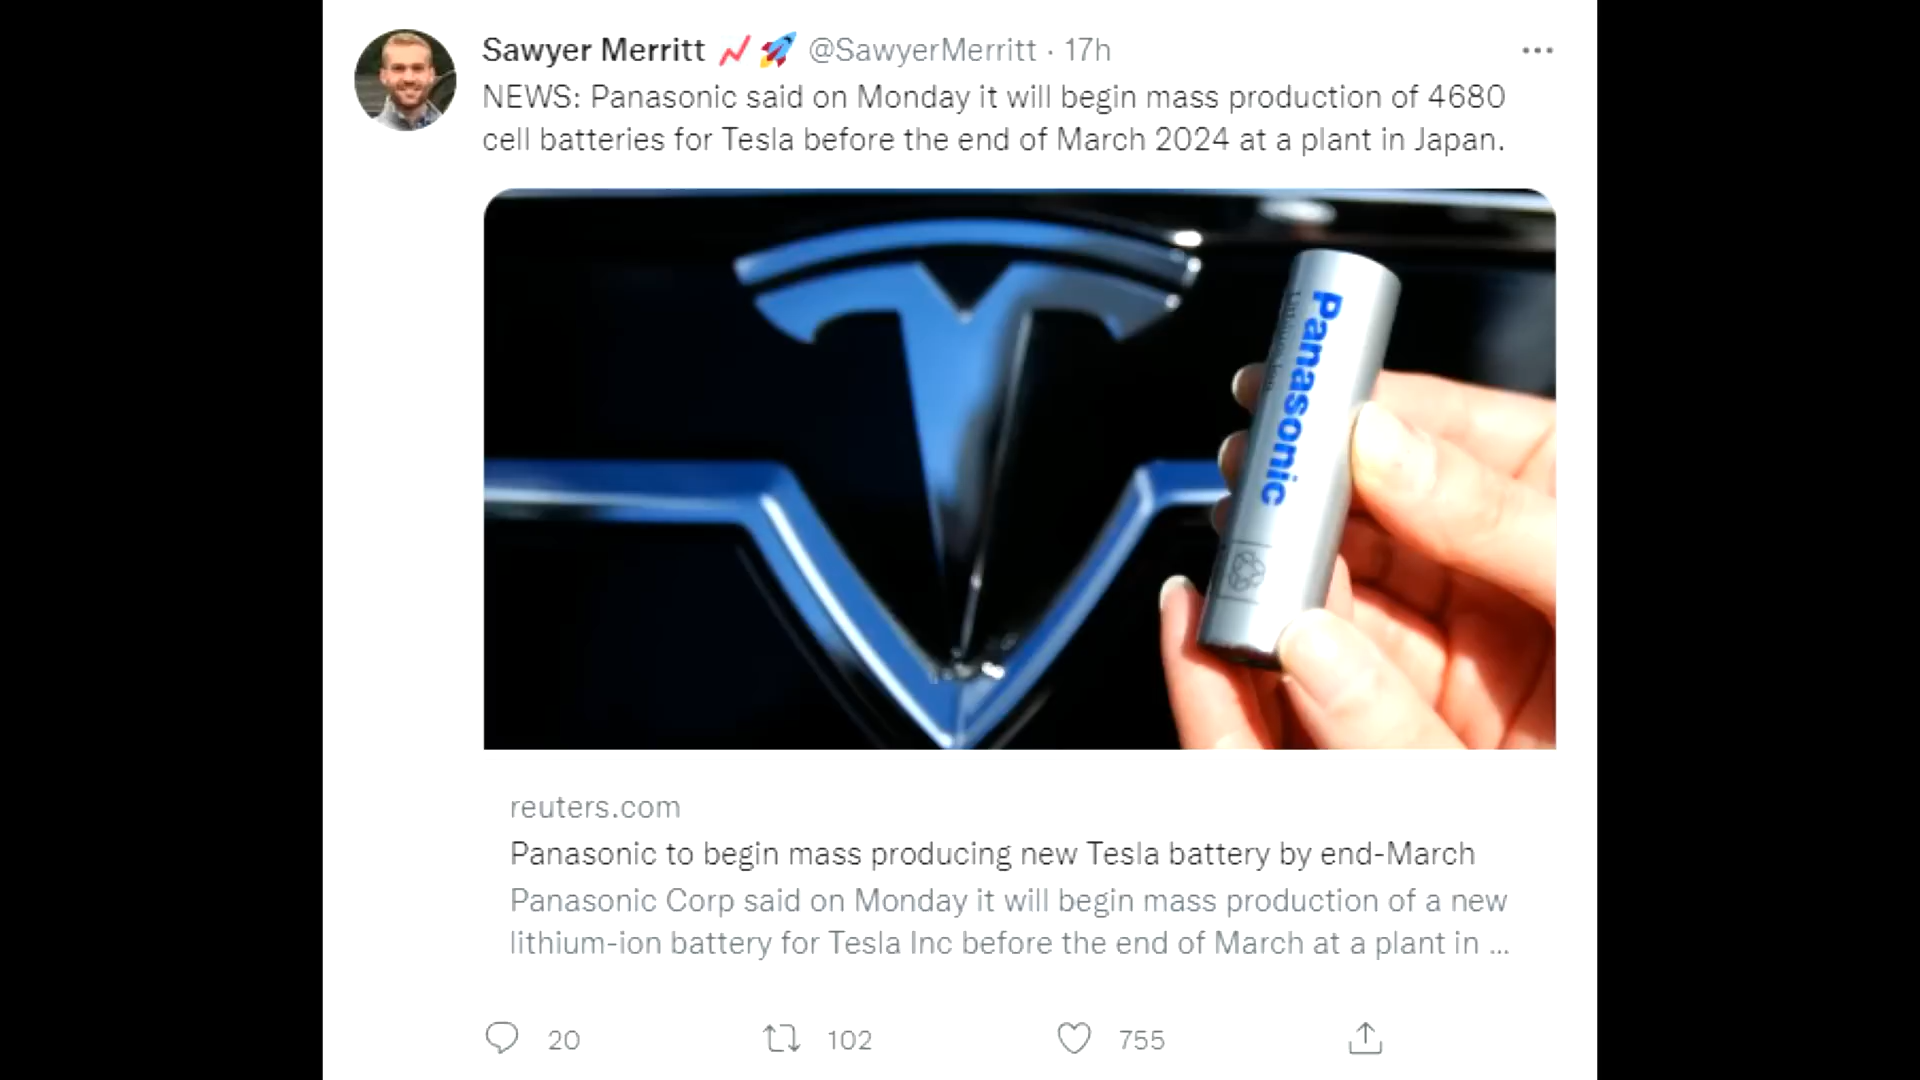 Sawyer Merritt 📈🚀 @SawyerMerritt · 17h
NEWS: Panasonic said on Monday it will begin mass production of 4680
cell batteries for Tesla before the end of March 2024 at a plant in Japan.
Panasonic
reuters.com
Panasonic to begin mass producing new Tesla battery by end-March
Panasonic Corp said on Monday it will begin mass production of a new
lithium-ion battery for Tesla Inc before the end of March at a plant in ...
20 102 755